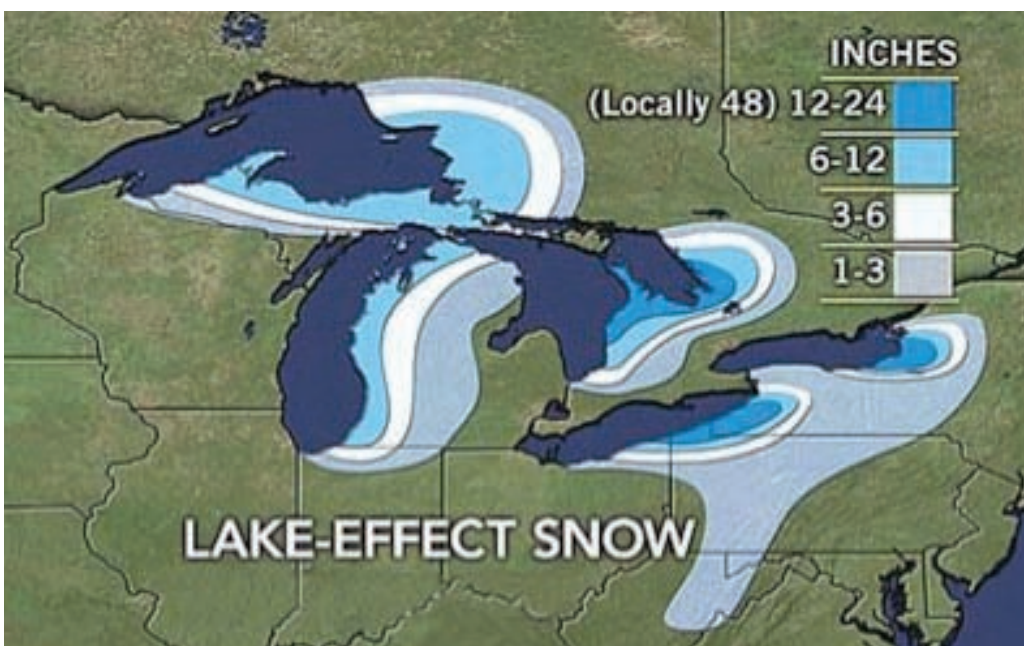 INCHES
(Locally 48) 12-24
6-12
3-6
1-3
LAKE-EFFECT SNOW